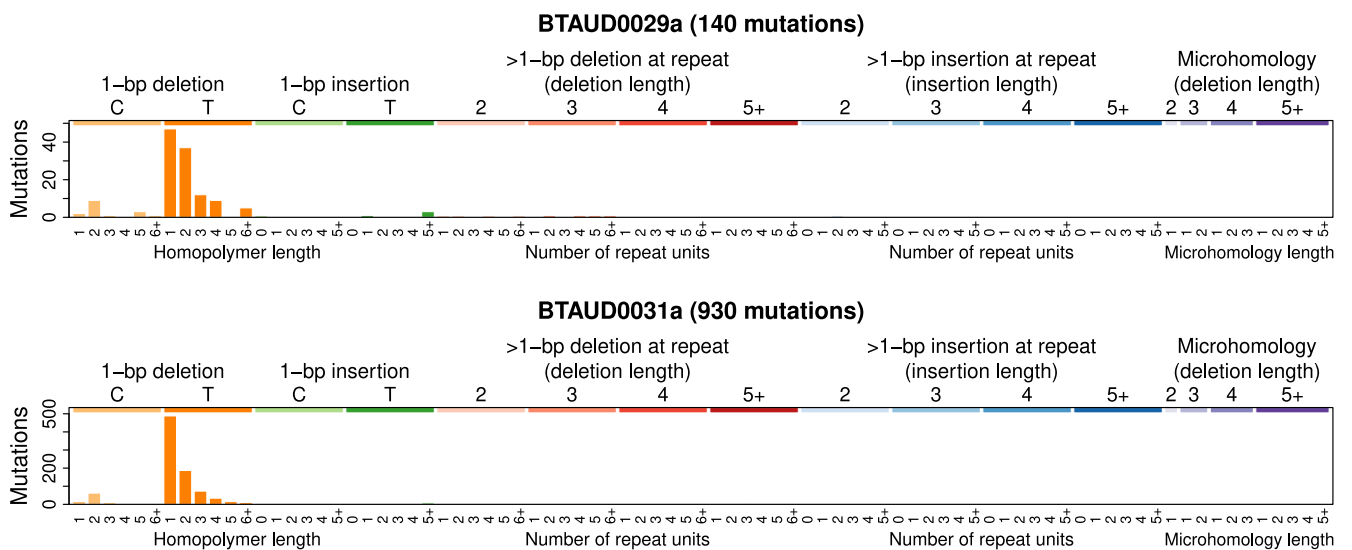 BTAUD0029a (140 mutations)
>1−bp deletion at repeat >1−bp insertion at repeat Microhomology
1−bp deletion 1−bp insertion (deletion length) (insertion length) (deletion length)
C T C T 2 3 4 5+ 2 3 4 5+ 2 3 4 5+
Mutations
40
20
0
1 2 3 4 5 6+ 1 2 3 4 5 6+ 0 1 2 3 4 5+ 0 1 2 3 4 5+ 1 2 3 4 5 6+ 1 2 3 4 5 6+ 1 2 3 4 5 6+ 1 2 3 4 5 6+ 0 1 2 3 4 5+ 0 1 2 3 4 5+ 0 1 2 3 4 5+ 0 1 2 3 4 5+ 1 1 2 1 2 3 1 2 3 4 5+
Homopolymer length Number of repeat units Number of repeat units Microhomology length
BTAUD0031a (930 mutations)
>1−bp deletion at repeat >1−bp insertion at repeat Microhomology
1−bp deletion 1−bp insertion (deletion length) (insertion length) (deletion length)
C T C T 2 3 4 5+ 2 3 4 5+ 2 3 4 5+
Mutations
500
200
0
1 2 3 4 5 6+ 1 2 3 4 5 6+ 0 1 2 3 4 5+ 0 1 2 3 4 5+ 1 2 3 4 5 6+ 1 2 3 4 5 6+ 1 2 3 4 5 6+ 1 2 3 4 5 6+ 0 1 2 3 4 5+ 0 1 2 3 4 5+ 0 1 2 3 4 5+ 0 1 2 3 4 5+ 1 1 2 1 2 3 1 2 3 4 5+
Homopolymer length Number of repeat units Number of repeat units Microhomology length